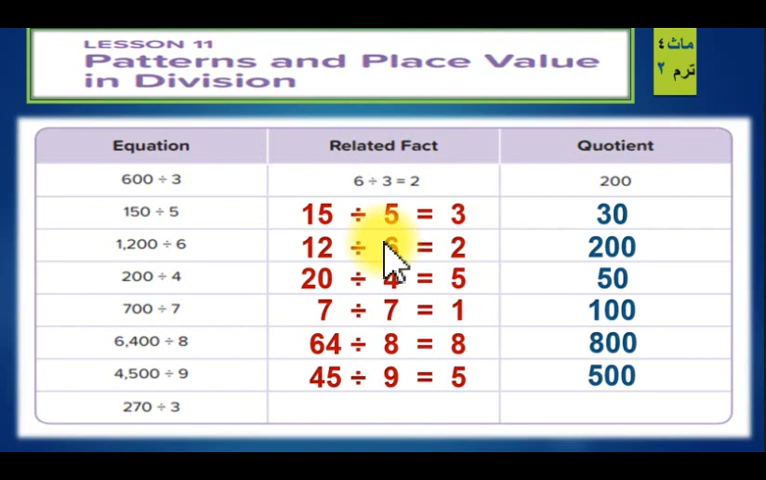 LESSON 11
Patterns and Place Value
in Division
ماث ٤
ترم ٢
Equation Related Fact Quotient
600 ÷ 3 6 ÷ 3 = 2 200
150 ÷ 5 15 ÷ 5 = 3 30
1,200 ÷ 6 12 ÷ 6 = 2 200
200 ÷ 4 20 ÷ 4 = 5 50
700 ÷ 7 7 ÷ 7 = 1 100
6,400 ÷ 8 64 ÷ 8 = 8 800
4,500 ÷ 9 45 ÷ 9 = 5 500
270 ÷ 3